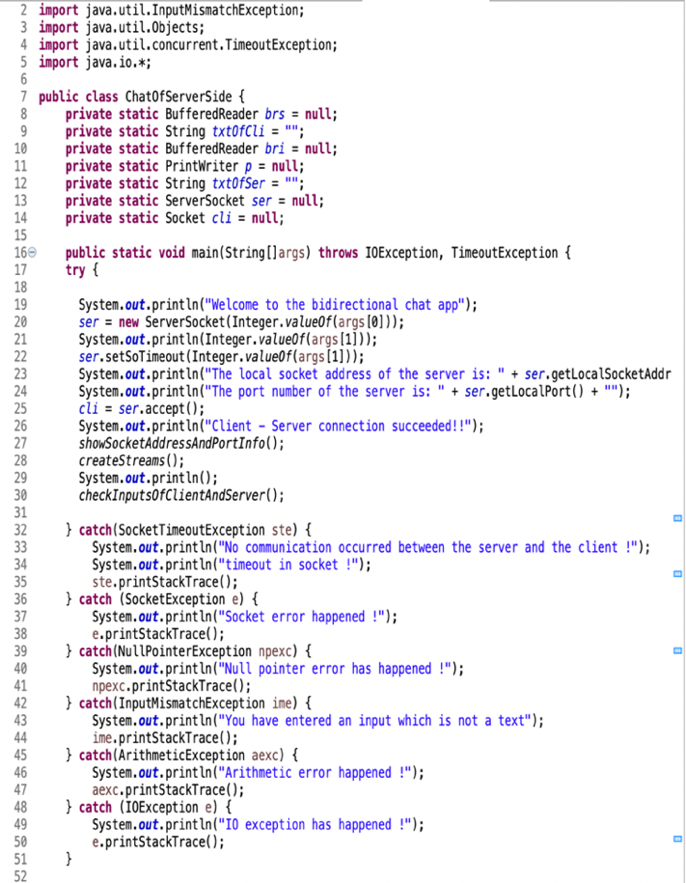 2 import java.util.InputMismatchException;
3 import java.util.Objects;
4 import java.util.concurrent.TimeoutException;
5 import java.io.*;
6
7 public class ChatOfServerSide {
8 private static BufferedReader brs = null;
9 private static String txtOfCli = "";
10 private static BufferedReader bri = null;
11 private static PrintWriter p = null;
12 private static String txtOfSer = "";
13 private static ServerSocket ser = null;
14 private static Socket cli = null;
15
16 public static void main(String[]args) throws IOException, TimeoutException {
17 try {
18
19 System.out.println("Welcome to the bidirectional chat app");
20 ser = new ServerSocket(Integer.valueOf(args[0]));
21 System.out.println(Integer.valueOf(args[1]));
22 ser.setSoTimeout(Integer.valueOf(args[1]));
23 System.out.println("The local socket address of the server is: " + ser.getLocalSocketAddr
24 System.out.println("The port number of the server is: " + ser.getLocalPort() + "");
25 cli = ser.accept();
26 System.out.println("Client – Server connection succeeded!!");
27 showSocketAddressAndPortInfo();
28 createStreams();
29 System.out.println();
30 checkInputsOfClientAndServer();
31
32 } catch(SocketTimeoutException ste) {
33 System.out.println("No communication occurred between the server and the client !");
34 System.out.println("timeout in socket !");
35 ste.printStackTrace();
36 } catch (SocketException e) {
37 System.out.println("Socket error happened !");
38 e.printStackTrace();
39 } catch(NullPointerException npexc) {
40 System.out.println("Null pointer error has happened !");
41 npexc.printStackTrace();
42 } catch(InputMismatchException ime) {
43 System.out.println("You have entered an input which is not a text");
44 ime.printStackTrace();
45 } catch(ArithmeticException aexc) {
46 System.out.println("Arithmetic error happened !");
47 aexc.printStackTrace();
48 } catch (IOException e) {
49 System.out.println("IO exception has happened !");
50 e.printStackTrace();
51 }
52